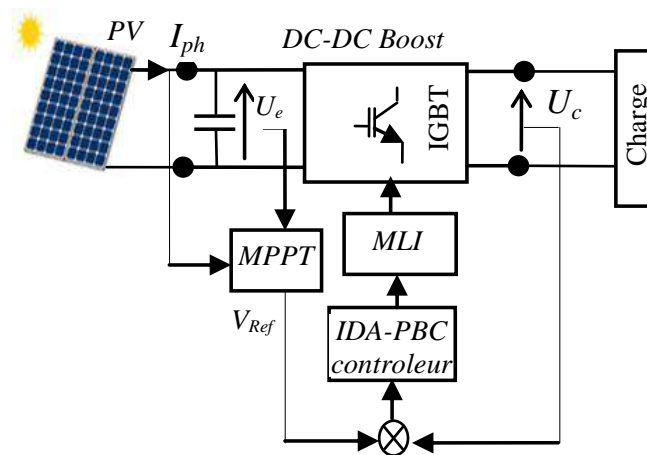 PV
I_ph
DC-DC Boost
U_e
IGBT
U_c
Charge
MPPT
MLI
V_Ref
IDA-PBC
controleur